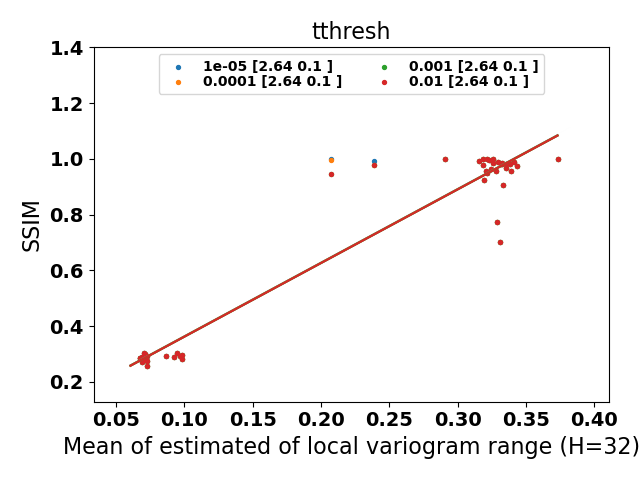 tthresh
1e-05 [2.64 0.1 ]
0.0001 [2.64 0.1 ]
0.001 [2.64 0.1 ]
0.01 [2.64 0.1 ]
SSIM
1.4
1.2
1.0
0.8
0.6
0.4
0.2
0.05 0.10 0.15 0.20 0.25 0.30 0.35 0.40
Mean of estimated of local variogram range (H=32)